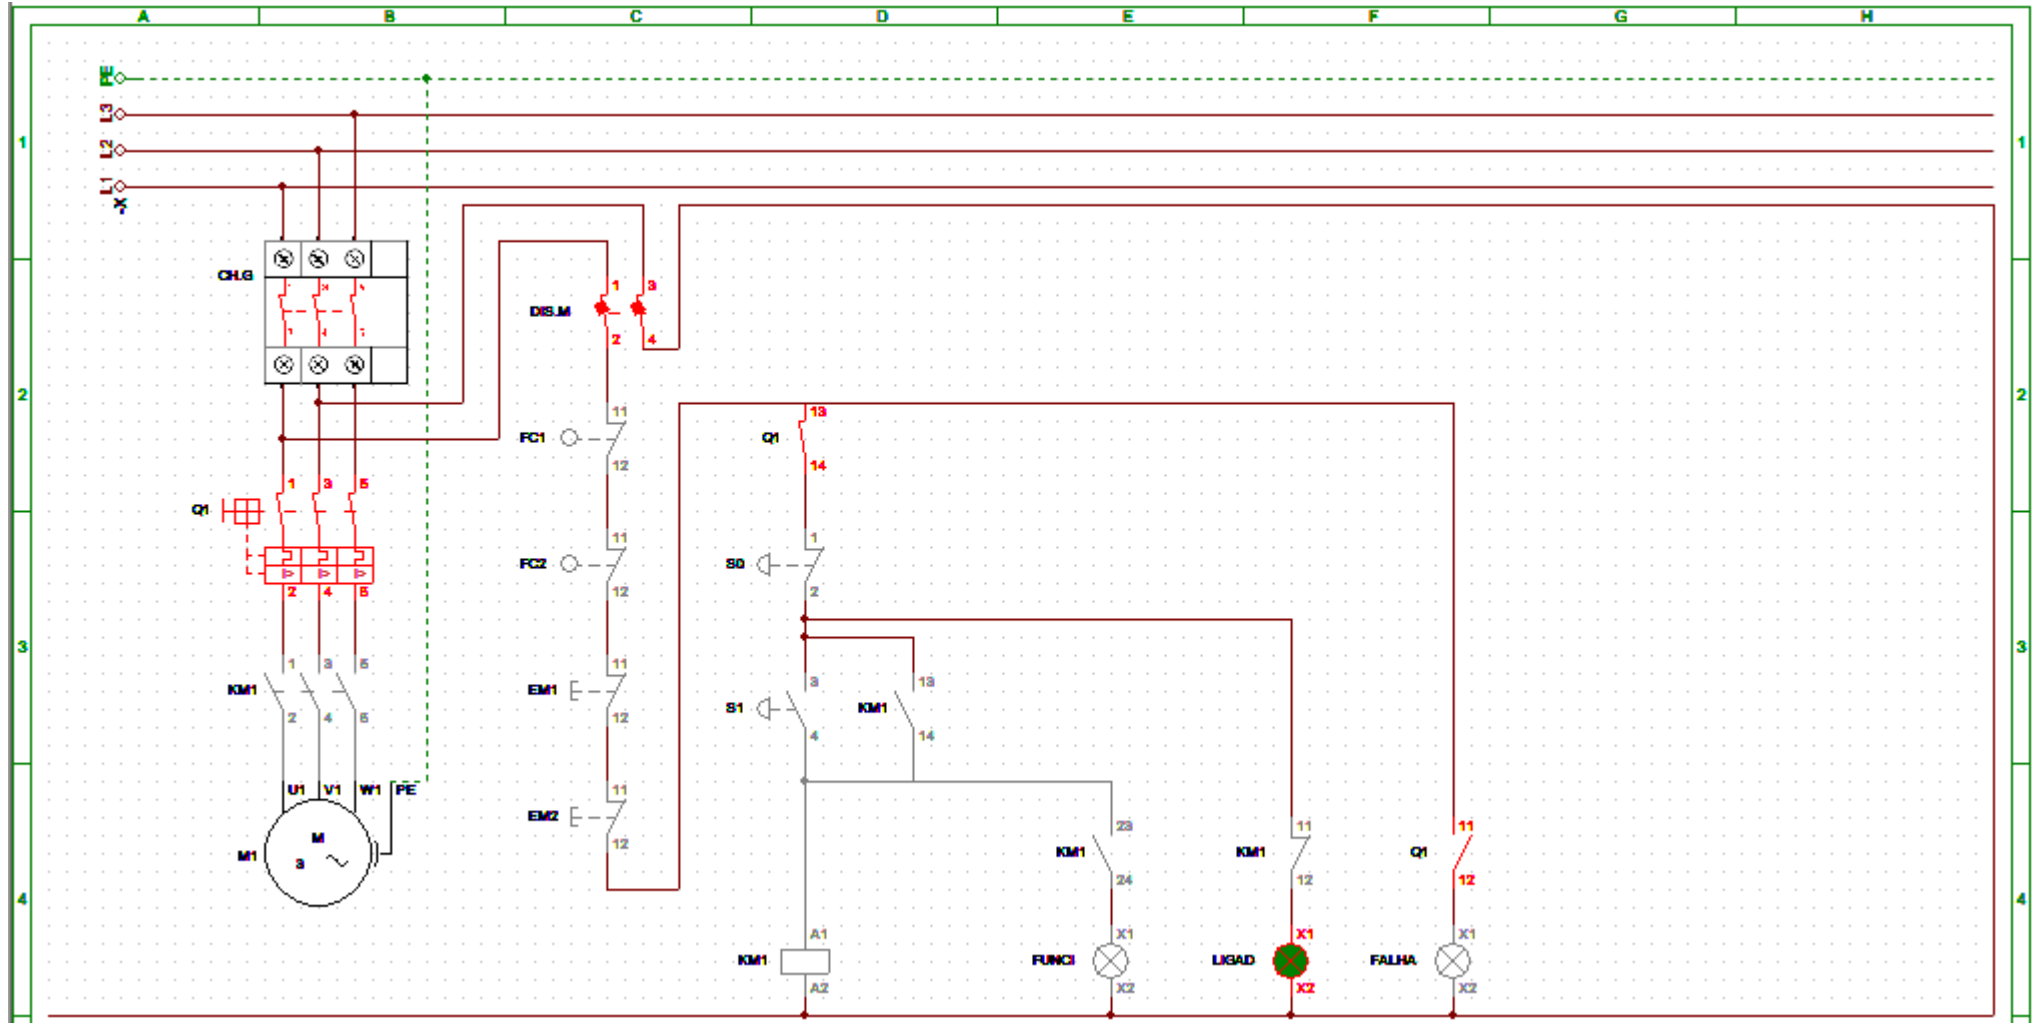 A B C D E F G H
PE
L3
1 1
L2
L1
-X
CH.G
1 3
DIS.M
2 4
2 2
11
13
FC1
Q1
12
14
1 3 5
Q1
11
1
FC2
S0
2 4 6
12
2
3 3
1 3 5
11
3
13
KM1
EM1
S1
KM1
2 4 6
12
4
14
U1 V1 W1 PE
11
EM2
23
11
11
M
3
M1
12
KM1
KM1
Q1
24
12
12
4 4
A1
X1
X1
X1
KM1
FUNCI
LIGAD
FALHA
A2
X2
X2
X2